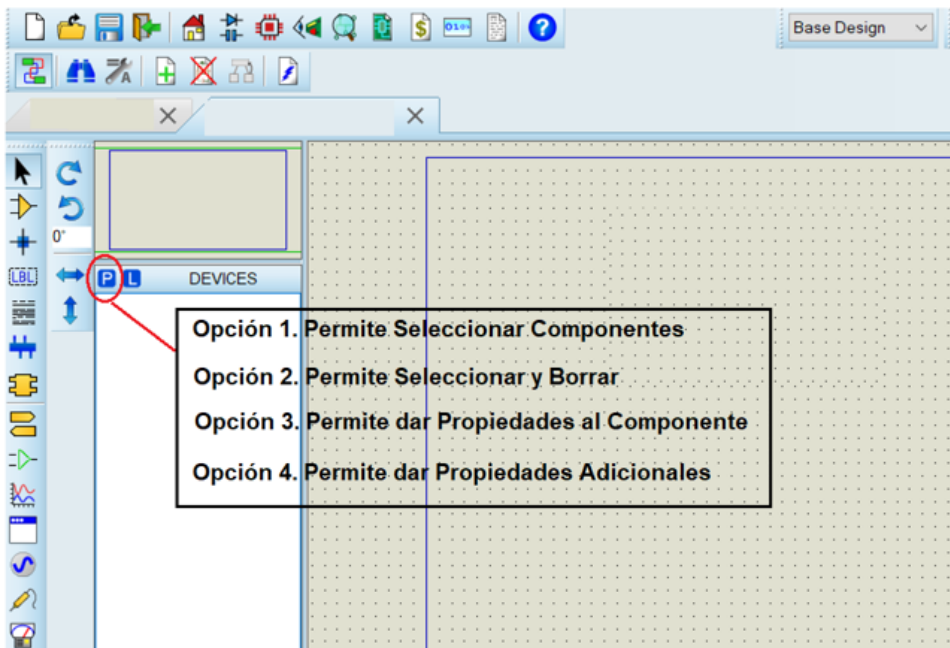 Base Design
LBL
0°
P L DEVICES
Opción 1. Permite Seleccionar Componentes
Opción 2. Permite Seleccionar y Borrar
Opción 3. Permite dar Propiedades al Componente
Opción 4. Permite dar Propiedades Adicionales